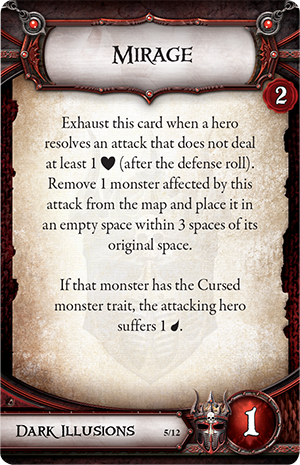 Mirage
2
Exhaust this card when a hero
resolves an attack that does not deal
at least 1 ♥ (after the defense roll).
Remove 1 monster affected by this
attack from the map and place it in
an empty space within 3 spaces of its
original space.
If that monster has the Cursed
monster trait, the attacking hero
suffers 1 💧.
Dark Illusions 5/12 1